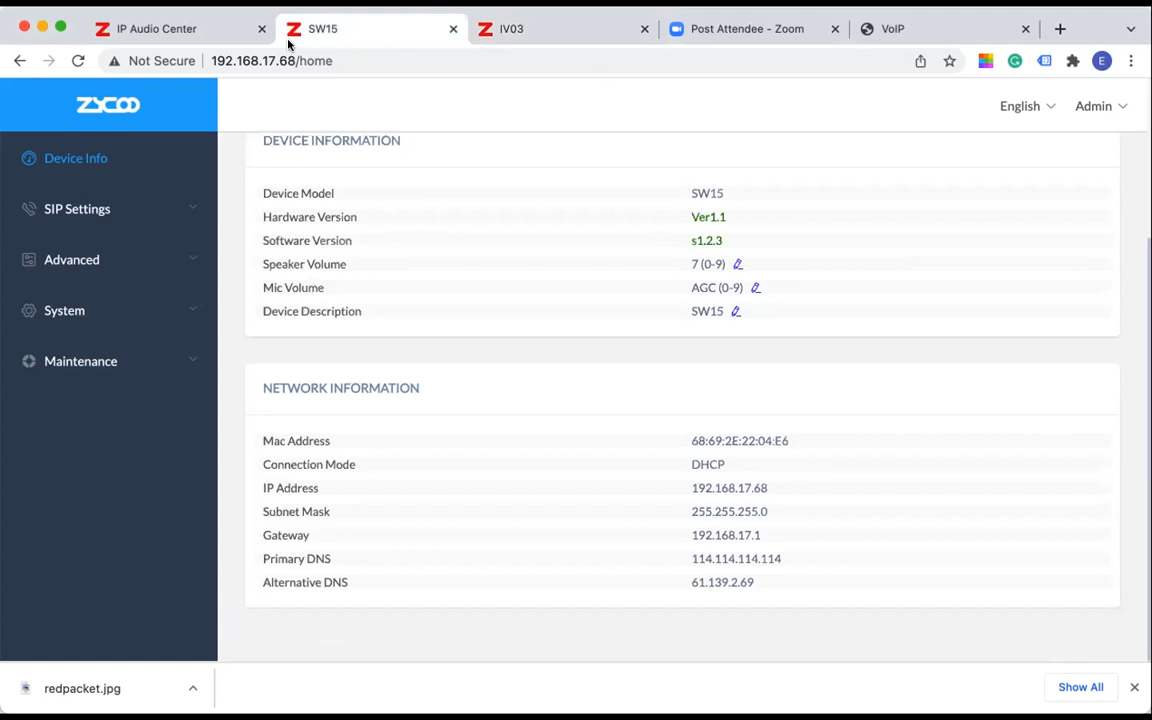 IP Audio Center
SW15
IV03
Post Attendee - Zoom
VoIP
Not Secure
192.168.17.68/home
E
ZYCOO
English
Admin
Device Info
SIP Settings
Advanced
System
Maintenance
DEVICE INFORMATION
Device Model SW15
Hardware Version Ver1.1
Software Version s1.2.3
Speaker Volume 7 (0-9)
Mic Volume AGC (0-9)
Device Description SW15
NETWORK INFORMATION
Mac Address 68:69:2E:22:04:E6
Connection Mode DHCP
IP Address 192.168.17.68
Subnet Mask 255.255.255.0
Gateway 192.168.17.1
Primary DNS 114.114.114.114
Alternative DNS 61.139.2.69
redpacket.jpg
Show All